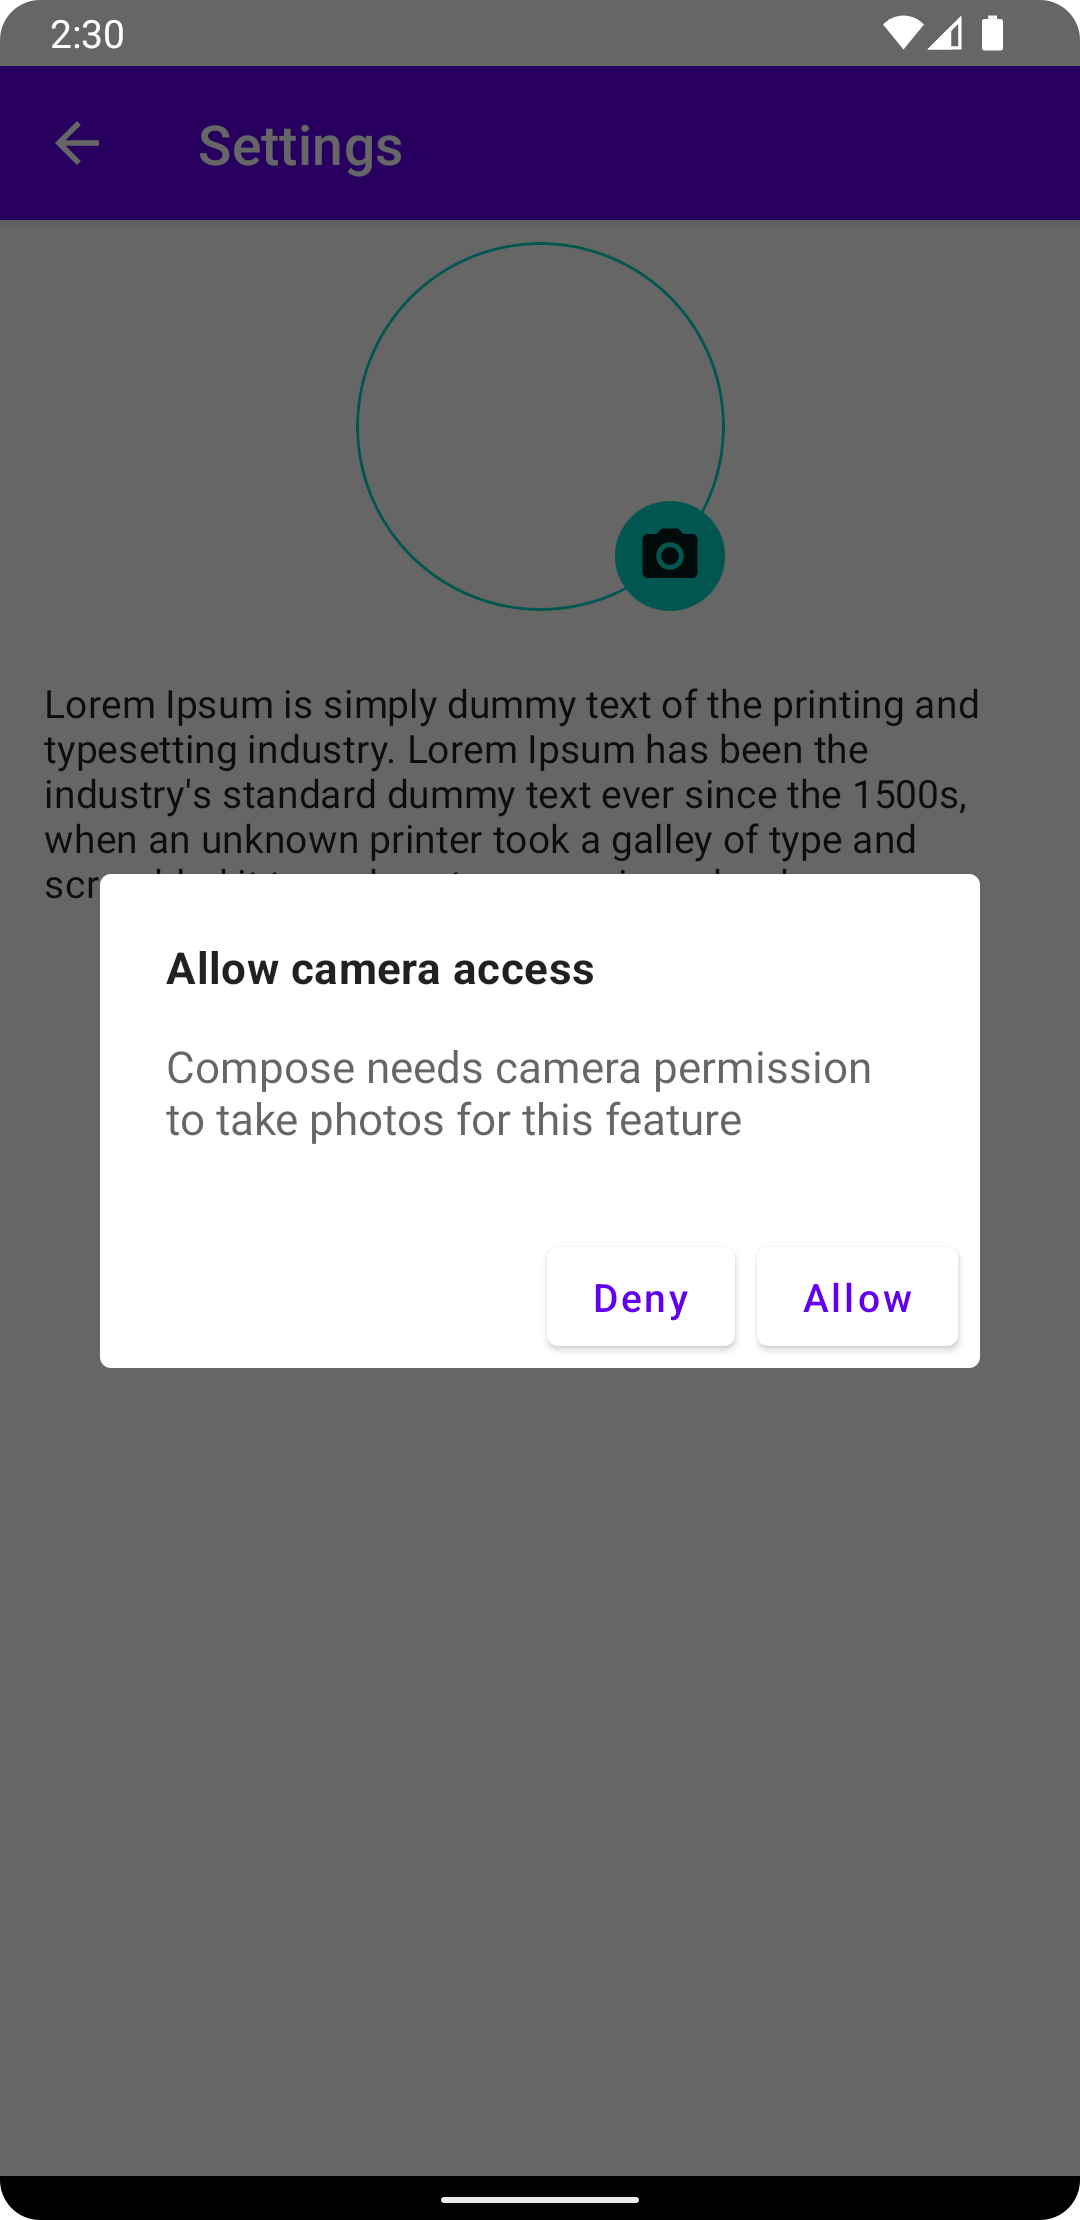 2:30
Settings
Lorem Ipsum is simply dummy text of the printing and
typesetting industry. Lorem Ipsum has been the
industry's standard dummy text ever since the 1500s,
when an unknown printer took a galley of type and
Allow camera access
Compose needs camera permission
to take photos for this feature
Deny
Allow